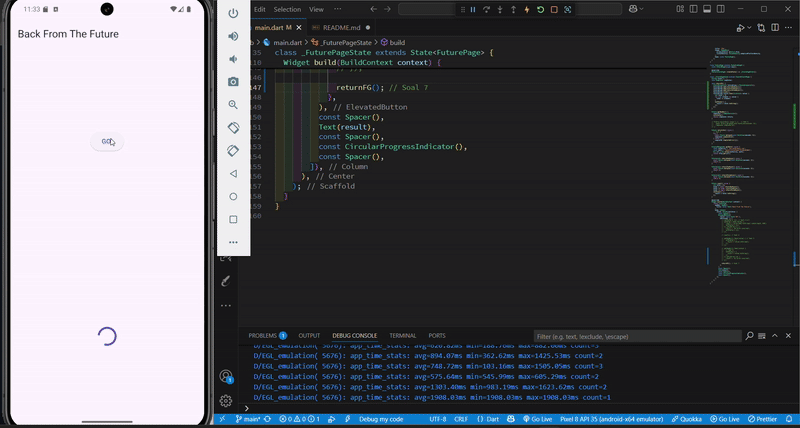 11:33
Back From The Future
GO
Edit Selection View ···
main.dart M × README.md
main.dart > _FuturePageState > build
class _FuturePageState extends State<FuturePage> {
Widget build(BuildContext context) {
147 returnFG(); // Soal 7
148 },
149 ), // ElevatedButton
150 const Spacer(),
151 Text(result),
152 const Spacer(),
153 const CircularProgressIndicator(),
154 const Spacer(),
155 ]), // Column
156 ), // Center
157 ); // Scaffold
158 }
159 }
160
PROBLEMS 1 OUTPUT DEBUG CONSOLE TERMINAL PORTS
Filter (e.g. text, !exclude, \escape)
D/EGL_emulation( 5676): app_time_stats: avg=894.07ms min=362.62ms max=1425.53ms count=2
D/EGL_emulation( 5676): app_time_stats: avg=748.72ms min=103.16ms max=1505.05ms count=3
D/EGL_emulation( 5676): app_time_stats: avg=575.64ms min=545.99ms max=605.29ms count=2
D/EGL_emulation( 5676): app_time_stats: avg=1303.40ms min=983.19ms max=1623.62ms count=2
D/EGL_emulation( 5676): app_time_stats: avg=1908.03ms min=1908.03ms max=1908.03ms count=1
main* 0 0 1 Debug my code UTF-8 CRLF {} Dart Go Live Pixel 8 API 35 (android-x64 emulator) Quokka Go Live Prettier